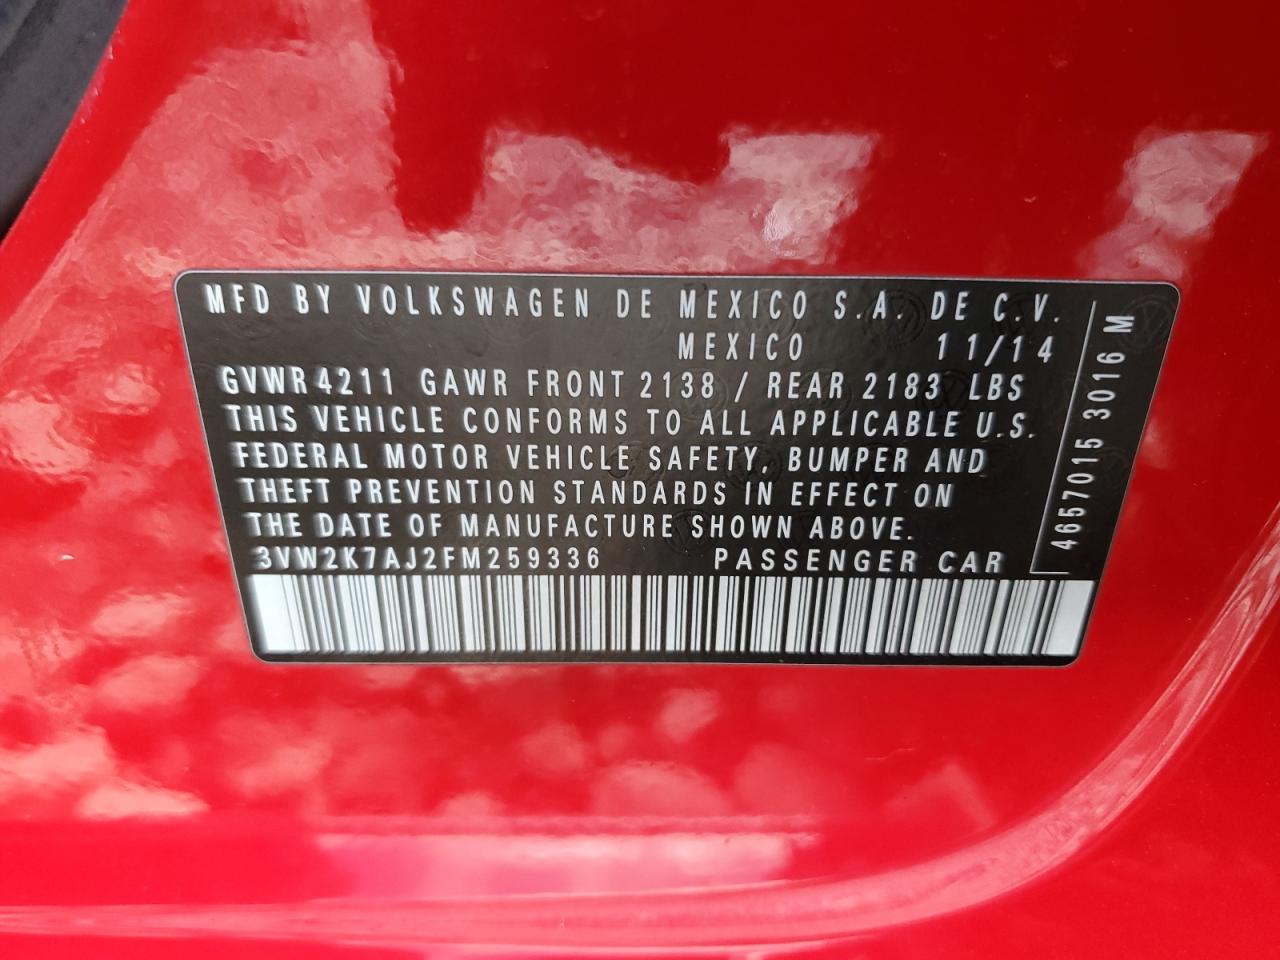 MFD BY VOLKSWAGEN DE MEXICO S.A. DE C.V.
MEXICO 11/14
GVWR 4211 GAWR FRONT 2138 / REAR 2183 LBS
THIS VEHICLE CONFORMS TO ALL APPLICABLE U.S.
FEDERAL MOTOR VEHICLE SAFETY, BUMPER AND
THEFT PREVENTION STANDARDS IN EFFECT ON
THE DATE OF MANUFACTURE SHOWN ABOVE.
3VW2K7AJ2FM259336 PASSENGER CAR
4657015 3016 M